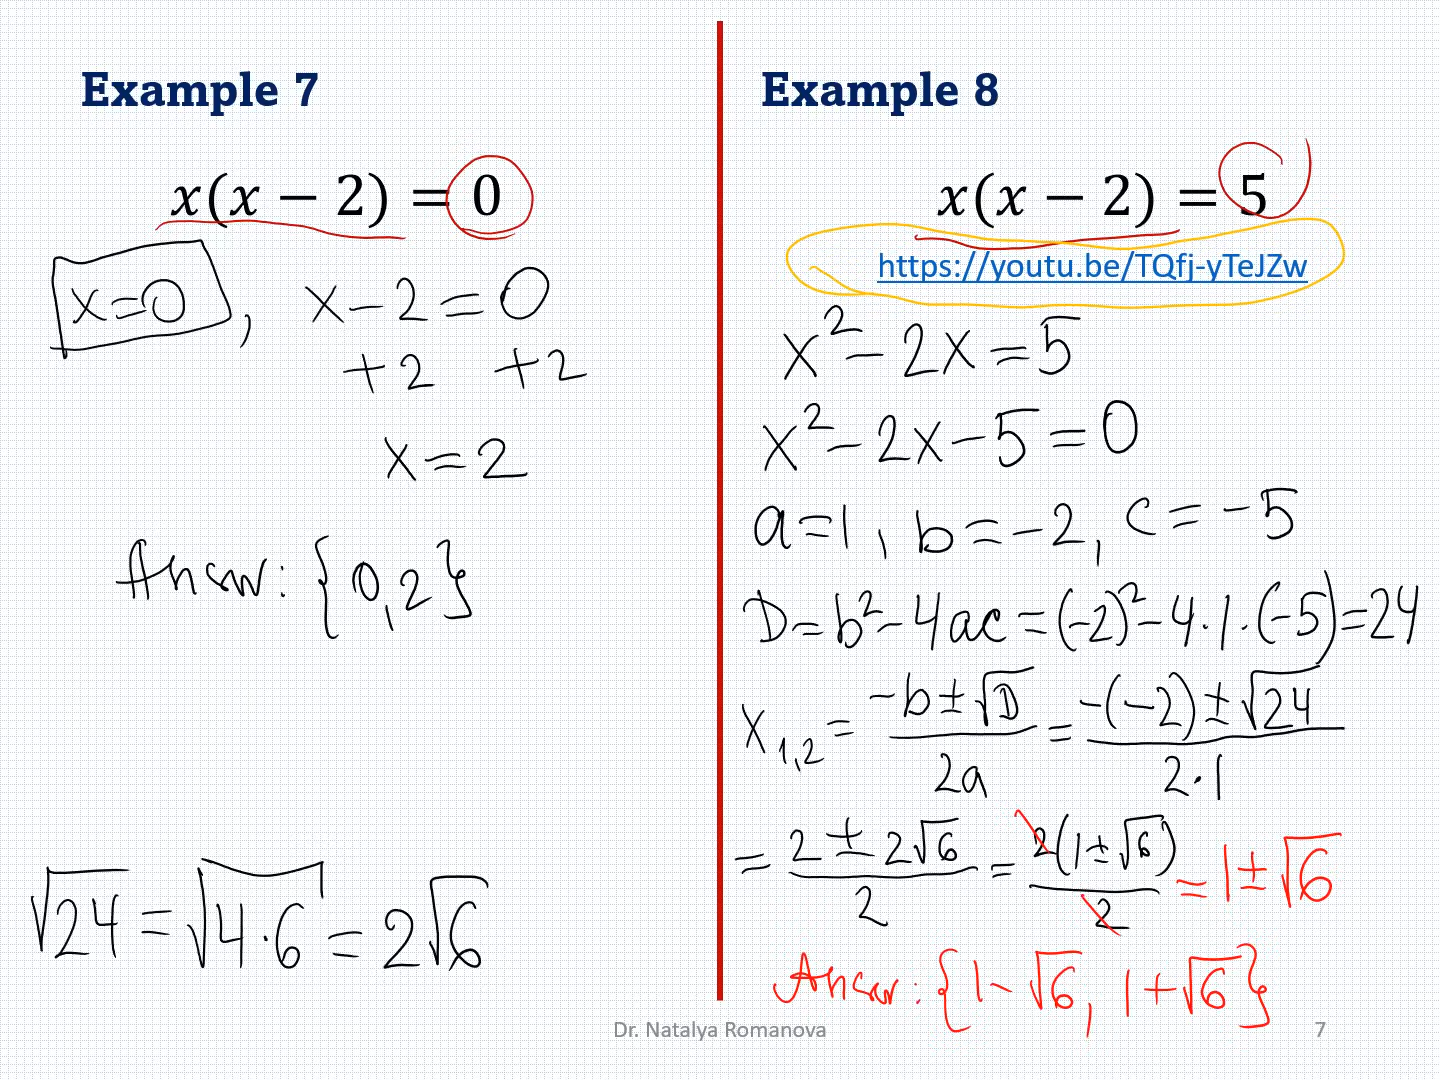 Example 7
x(x − 2) = 0
x=0, x−2=0
+2 +2
x=2
Answ: {0,2}
√24 = √4·6 = 2√6
Example 8
x(x − 2) = 5
https://youtu.be/TQfj-yTeJZw
x²−2x=5
x²−2x−5=0
a=1, b=−2, c=−5
D=b²−4ac=(−2)²−4·1·(−5)=24
x₁,₂ = (−b±√D)/2a = (−(−2)±√24)/2·1
= (2±2√6)/2 = 2(1±√6)/2 = 1±√6
Answ: {1−√6, 1+√6}
Dr. Natalya Romanova
7